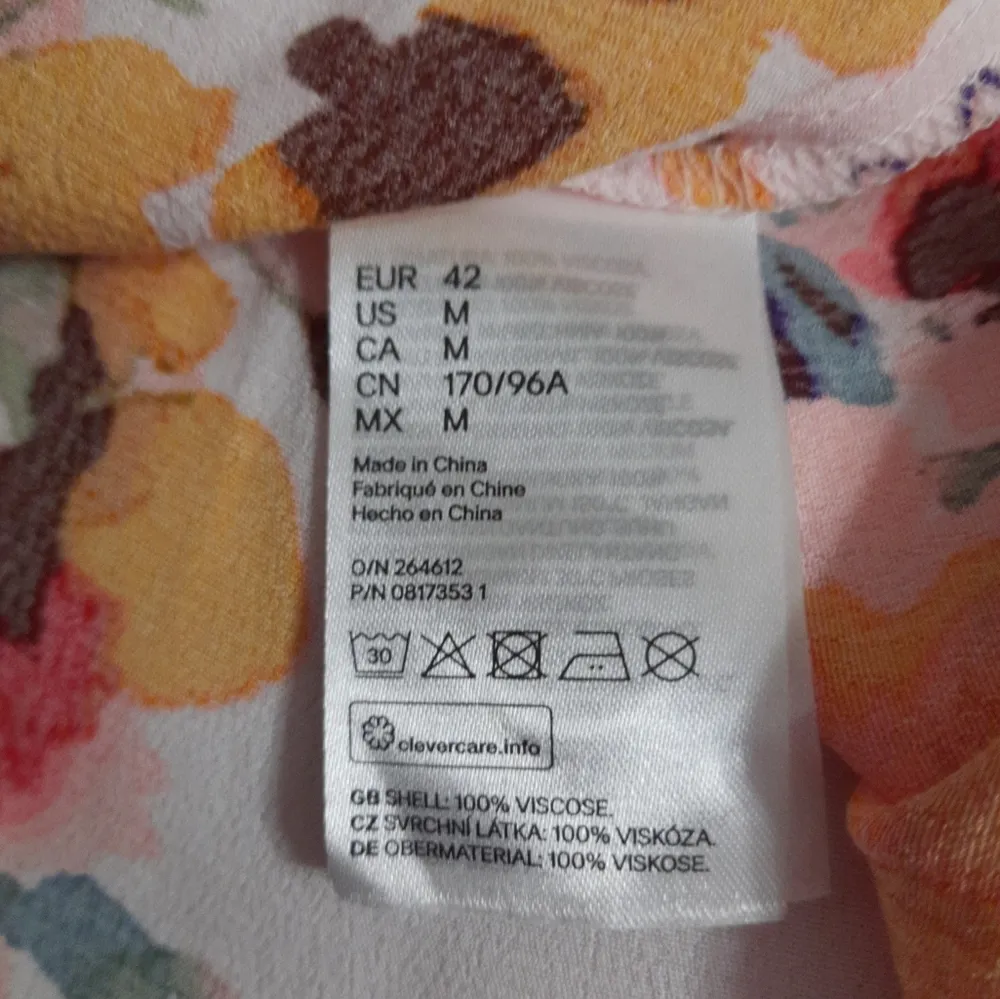 EUR 42
US M
CA M
CN 170/96A
MX M
Made in China
Fabriqué en Chine
Hecho en China
O/N 264612
P/N 0817353 1
30
clevercare.info
GB SHELL: 100% VISCOSE.
CZ SVRCHNÍ LÁTKA: 100% VISKÓZA.
DE OBERMATERIAL: 100% VISKOSE.